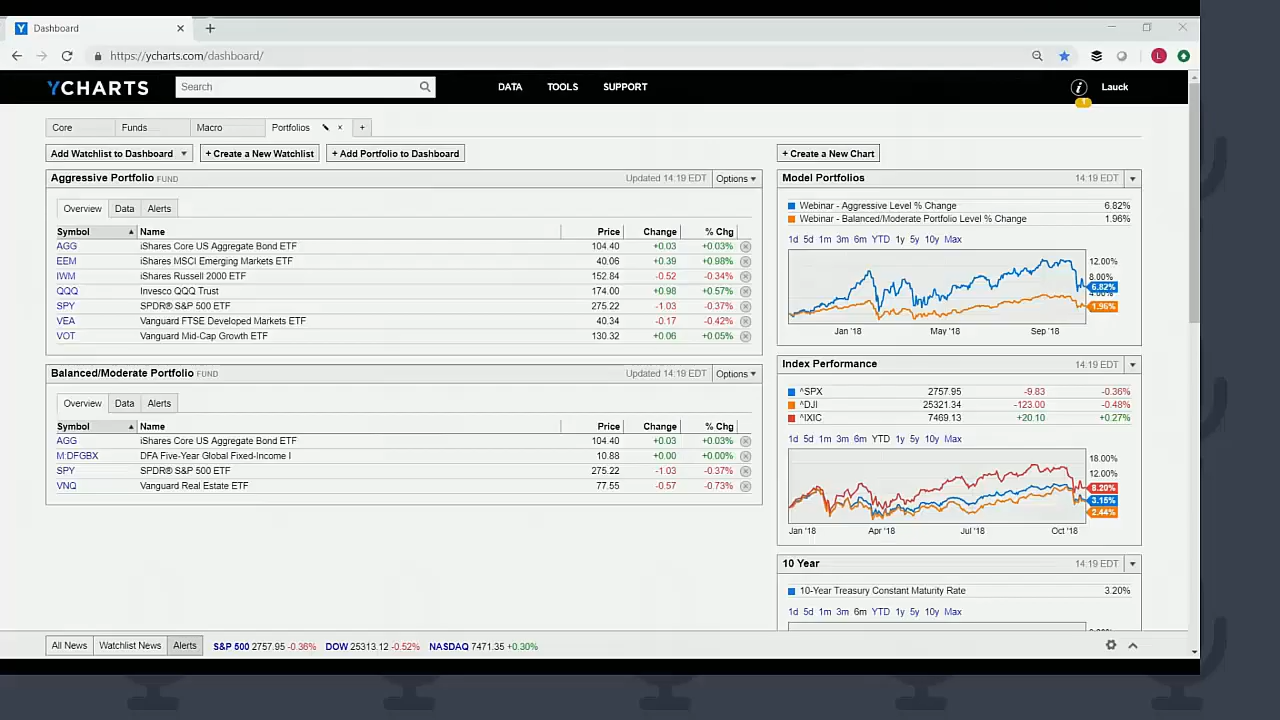 Dashboard
https://ycharts.com/dashboard/
L
YCHARTS Search DATA TOOLS SUPPORT i Lauck
1
Core Funds Macro Portfolios +
Add Watchlist to Dashboard + Create a New Watchlist + Add Portfolio to Dashboard
Aggressive Portfolio FUND Updated 14:19 EDT Options
Overview Data Alerts
Symbol Name Price Change % Chg
AGG iShares Core US Aggregate Bond ETF 104.40 +0.03 +0.03%
EEM iShares MSCI Emerging Markets ETF 40.06 +0.39 +0.98%
IWM iShares Russell 2000 ETF 152.84 -0.52 -0.34%
QQQ Invesco QQQ Trust 174.00 +0.98 +0.57%
SPY SPDR® S&P 500 ETF 275.22 -1.03 -0.37%
VEA Vanguard FTSE Developed Markets ETF 40.34 -0.17 -0.42%
VOT Vanguard Mid-Cap Growth ETF 130.32 +0.06 +0.05%
Balanced/Moderate Portfolio FUND Updated 14:19 EDT Options
Overview Data Alerts
Symbol Name Price Change % Chg
AGG iShares Core US Aggregate Bond ETF 104.40 +0.03 +0.03%
M:DFGBX DFA Five-Year Global Fixed-Income I 10.88 +0.00 +0.00%
SPY SPDR® S&P 500 ETF 275.22 -1.03 -0.37%
VNQ Vanguard Real Estate ETF 77.55 -0.57 -0.73%
+ Create a New Chart
Model Portfolios 14:19 EDT
Webinar - Aggressive Level % Change 6.82%
Webinar - Balanced/Moderate Portfolio Level % Change 1.96%
1d 5d 1m 3m 6m YTD 1y 5y 10y Max
12.00%
8.00%
6.82%
4.00%
1.96%
Jan '18 May '18 Sep '18
Index Performance 14:19 EDT
^SPX 2757.95 -9.83 -0.36%
^DJI 25321.34 -123.00 -0.48%
^IXIC 7469.13 +20.10 +0.27%
1d 5d 1m 3m 6m YTD 1y 5y 10y Max
18.00%
12.00%
8.20%
3.15%
2.44%
Jan '18 Apr '18 Jul '18 Oct '18
10 Year 14:19 EDT
10-Year Treasury Constant Maturity Rate 3.20%
1d 5d 1m 3m 6m YTD 1y 5y 10y Max
All News Watchlist News Alerts S&P 500 2757.95 -0.36% DOW 25313.12 -0.52% NASDAQ 7471.35 +0.30%